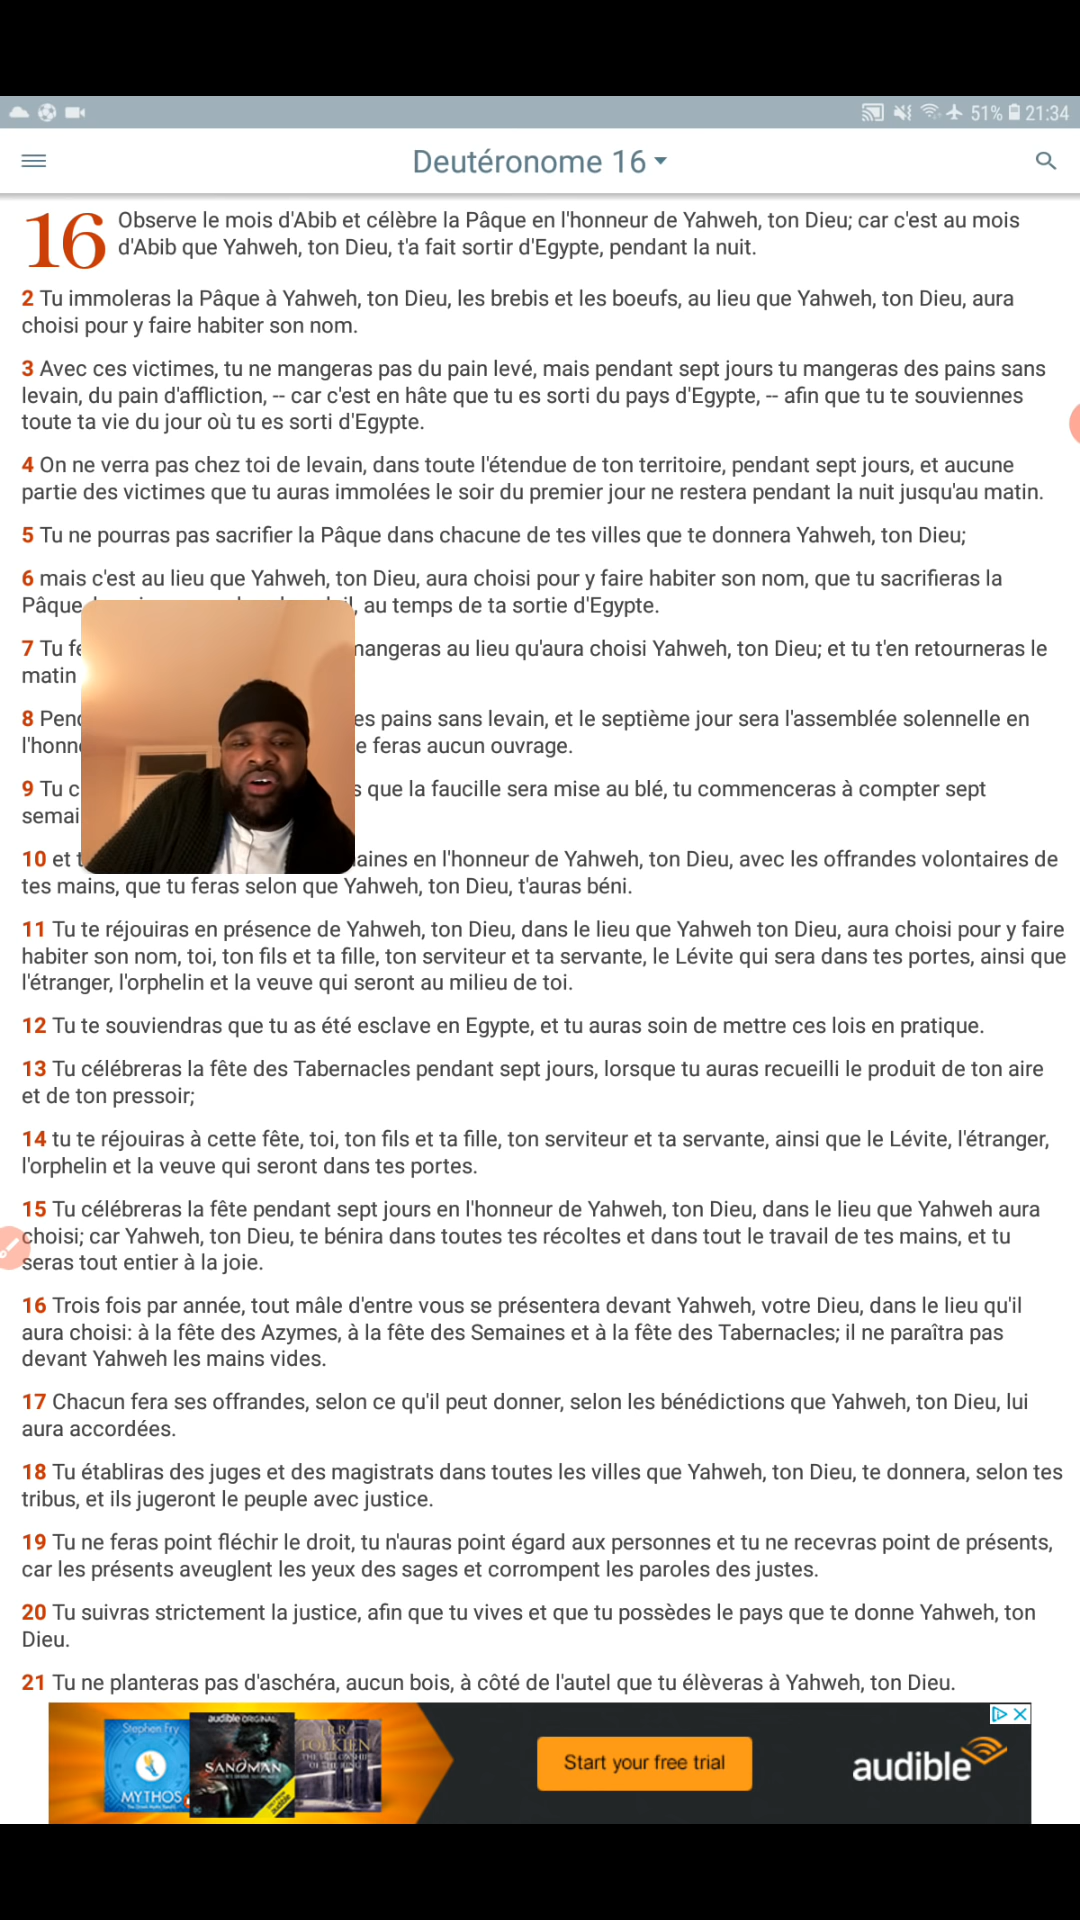 51% 21:34
Deutéronome 16
16 Observe le mois d'Abib et célèbre la Pâque en l'honneur de Yahweh, ton Dieu; car c'est au mois
d'Abib que Yahweh, ton Dieu, t'a fait sortir d'Egypte, pendant la nuit.
2 Tu immoleras la Pâque à Yahweh, ton Dieu, les brebis et les boeufs, au lieu que Yahweh, ton Dieu, aura
choisi pour y faire habiter son nom.
3 Avec ces victimes, tu ne mangeras pas du pain levé, mais pendant sept jours tu mangeras des pains sans
levain, du pain d'affliction, -- car c'est en hâte que tu es sorti du pays d'Egypte, -- afin que tu te souviennes
toute ta vie du jour où tu es sorti d'Egypte.
4 On ne verra pas chez toi de levain, dans toute l'étendue de ton territoire, pendant sept jours, et aucune
partie des victimes que tu auras immolées le soir du premier jour ne restera pendant la nuit jusqu'au matin.
5 Tu ne pourras pas sacrifier la Pâque dans chacune de tes villes que te donnera Yahweh, ton Dieu;
6 mais c'est au lieu que Yahweh, ton Dieu, aura choisi pour y faire habiter son nom, que tu sacrifieras la
Pâque au temps de ta sortie d'Egypte.
7 Tu mangeras au lieu qu'aura choisi Yahweh, ton Dieu; et tu t'en retourneras le
matin
8 pains sans levain, et le septième jour sera l'assemblée solennelle en
feras aucun ouvrage.
9 Tu que la faucille sera mise au blé, tu commenceras à compter sept
10 et en l'honneur de Yahweh, ton Dieu, avec les offrandes volontaires de
tes mains, que tu feras selon que Yahweh, ton Dieu, t'auras béni.
11 Tu te réjouiras en présence de Yahweh, ton Dieu, dans le lieu que Yahweh ton Dieu, aura choisi pour y faire
habiter son nom, toi, ton fils et ta fille, ton serviteur et ta servante, le Lévite qui sera dans tes portes, ainsi que
l'étranger, l'orphelin et la veuve qui seront au milieu de toi.
12 Tu te souviendras que tu as été esclave en Egypte, et tu auras soin de mettre ces lois en pratique.
13 Tu célébreras la fête des Tabernacles pendant sept jours, lorsque tu auras recueilli le produit de ton aire
et de ton pressoir;
14 tu te réjouiras à cette fête, toi, ton fils et ta fille, ton serviteur et ta servante, ainsi que le Lévite, l'étranger,
l'orphelin et la veuve qui seront dans tes portes.
15 Tu célébreras la fête pendant sept jours en l'honneur de Yahweh, ton Dieu, dans le lieu que Yahweh aura
choisi; car Yahweh, ton Dieu, te bénira dans toutes tes récoltes et dans tout le travail de tes mains, et tu
seras tout entier à la joie.
16 Trois fois par année, tout mâle d'entre vous se présentera devant Yahweh, votre Dieu, dans le lieu qu'il
aura choisi: à la fête des Azymes, à la fête des Semaines et à la fête des Tabernacles; il ne paraîtra pas
devant Yahweh les mains vides.
17 Chacun fera ses offrandes, selon ce qu'il peut donner, selon les bénédictions que Yahweh, ton Dieu, lui
aura accordées.
18 Tu établiras des juges et des magistrats dans toutes les villes que Yahweh, ton Dieu, te donnera, selon tes
tribus, et ils jugeront le peuple avec justice.
19 Tu ne feras point fléchir le droit, tu n'auras point égard aux personnes et tu ne recevras point de présents,
car les présents aveuglent les yeux des sages et corrompent les paroles des justes.
20 Tu suivras strictement la justice, afin que tu vives et que tu possèdes le pays que te donne Yahweh, ton
Dieu.
21 Tu ne planteras pas d'aschéra, aucun bois, à côté de l'autel que tu élèveras à Yahweh, ton Dieu.
Stephen Fry
MYTHOS
audible ORIGINAL
SANDMAN
J.R.R.
TOLKIEN
THE FELLOWSHIP
OF THE RING
Start your free trial
audible